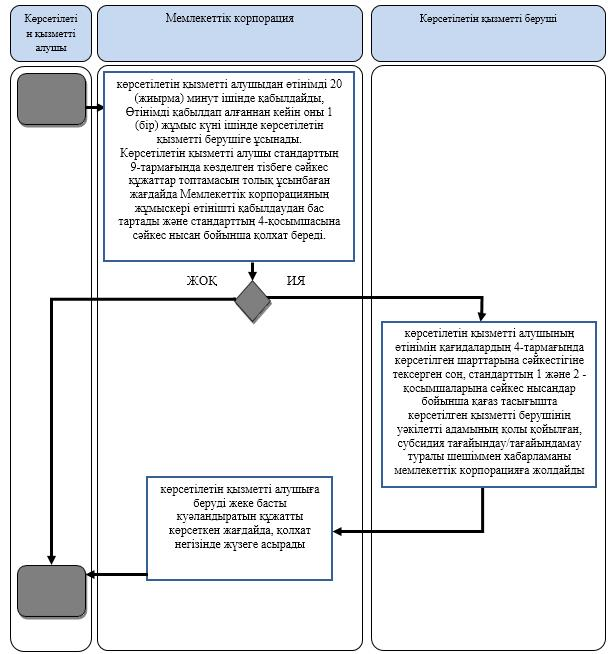 Көрсетілеті
н қызметті
алушы
Мемлекеттік корпорация
Көрсетілетін қызметті беруші
көрсетілетін қызметті алушыдан өтінімді 20
(жиырма) минут ішінде қабылдайды,
Өтінімді қабылдап алғаннан кейін оны 1
(бір) жұмыс күні ішінде көрсетілетін
қызметті берушіге ұсынады.
Көрсетілетін қызметті алушы стандарттың
9-тармағында көзделген тізбеге сәйкес
құжаттар топтамасын толық ұсынбаған
жағдайда Мемлекеттік корпорацияның
жұмыскері өтінішті қабылдаудан бас
тартады және стандарттың 4-қосымшасына
сәйкес нысан бойынша қолхат береді.
ЖОҚ
ИЯ
көрсетілетін қызметті алушының
өтінімін қағидалардың 4-тармағында
көрсетілген шарттарына сәйкестігіне
тексерген соң, стандарттың 1 және 2 -
қосымшаларына сәйкес нысандар
бойынша қағаз тасығышта
көрсетілген қызметті берушінің
уәкілетті адамының қолы қойылған,
субсидия тағайындау/тағайындамау
туралы шешіммен хабарламаны
мемлекеттік корпорацияға жолдайды
көрсетілетін қызметті алушыға
беруді жеке басты
куәландыратын құжатты
көрсеткен жағдайда, қолхат
негізінде жүзеге асырады